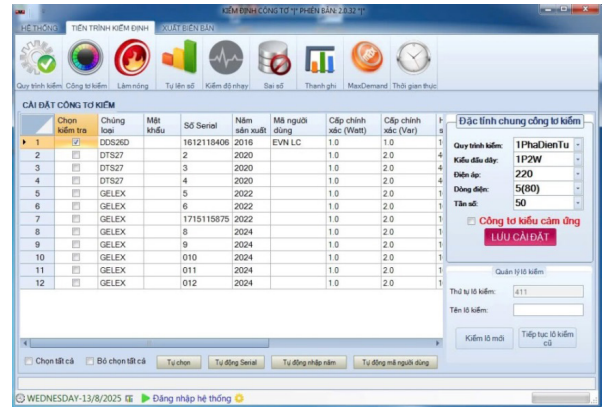 KIỂM ĐỊNH CÔNG TƠ *|* PHIÊN BẢN: 2.0.32 *|*
HỆ THỐNG TIẾN TRÌNH KIỂM ĐỊNH XUẤT BIÊN BẢN
Quy trình kiểm Công tơ kiểm Làm nóng Tự lên số Kiểm độ nhạy Sai số Thanh ghi MaxDemand Thời gian thực
CÀI ĐẶT CÔNG TƠ KIỂM
Chọn kiểm tra Chủng loại Mật khẩu Số Serial Năm sản xuất Mã người dùng Cấp chính xác (Watt) Cấp chính xác (Var)
1 DDS26D 1612118406 2016 EVN LC 1.0 2.0
2 DTS27 2 2020 1.0 2.0
3 DTS27 3 2020 1.0 2.0
4 DTS27 4 2020 1.0 2.0
5 GELEX 5 2022 1.0 2.0
6 GELEX 6 2022 1.0 2.0
7 GELEX 1715115875 2022 1.0 2.0
8 GELEX 8 2024 1.0 2.0
9 GELEX 9 2024 1.0 2.0
10 GELEX 010 2024 1.0 2.0
11 GELEX 011 2024 1.0 2.0
12 GELEX 012 2024 1.0 2.0
Chọn tất cả Bỏ chọn tất cả Tự chọn Tự động Serial Tự động nhập năm Tự động mã người dùng
Đặc tính chung công tơ kiểm
Quy trình kiểm: 1PhaDienTu
Kiểu đấu dây: 1P2W
Điện áp: 220
Dòng điện: 5(80)
Tần số: 50
Công tơ kiểu cảm ứng
LƯU CÀI ĐẶT
Quản lý lô kiểm
Thứ tự lô kiểm: 411
Tên lô kiểm:
Kiểm lô mới Tiếp tục lô kiểm cũ
WEDNESDAY-13/8/2025 Đăng nhập hệ thống